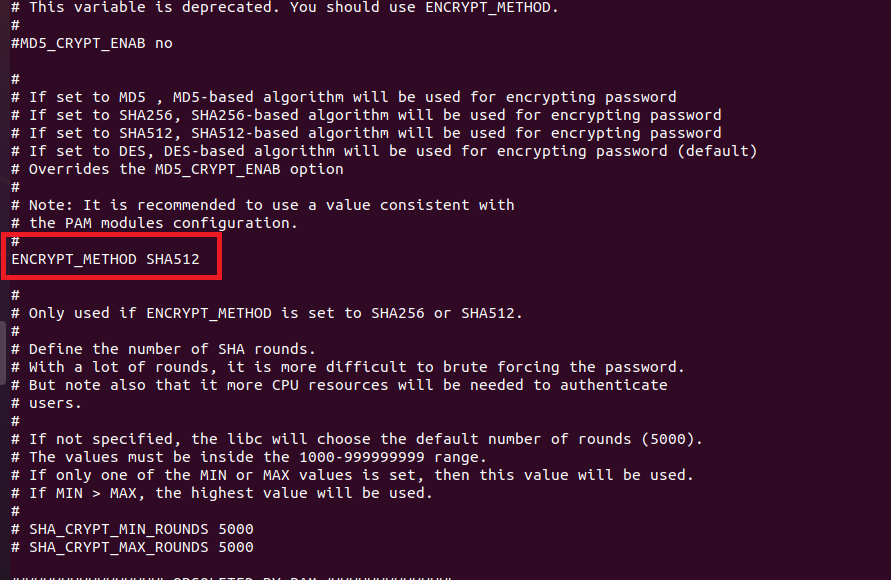 # This variable is deprecated. You should use ENCRYPT_METHOD.
#
#MD5_CRYPT_ENAB no
#
# If set to MD5 , MD5-based algorithm will be used for encrypting password
# If set to SHA256, SHA256-based algorithm will be used for encrypting password
# If set to SHA512, SHA512-based algorithm will be used for encrypting password
# If set to DES, DES-based algorithm will be used for encrypting password (default)
# Overrides the MD5_CRYPT_ENAB option
#
# Note: It is recommended to use a value consistent with
# the PAM modules configuration.
#
ENCRYPT_METHOD SHA512
#
# Only used if ENCRYPT_METHOD is set to SHA256 or SHA512.
#
# Define the number of SHA rounds.
# With a lot of rounds, it is more difficult to brute forcing the password.
# But note also that it more CPU resources will be needed to authenticate
# users.
#
# If not specified, the libc will choose the default number of rounds (5000).
# The values must be inside the 1000-999999999 range.
# If only one of the MIN or MAX values is set, then this value will be used.
# If MIN > MAX, the highest value will be used.
#
# SHA_CRYPT_MIN_ROUNDS 5000
# SHA_CRYPT_MAX_ROUNDS 5000
################# OBSOLETED BY PAM ##############